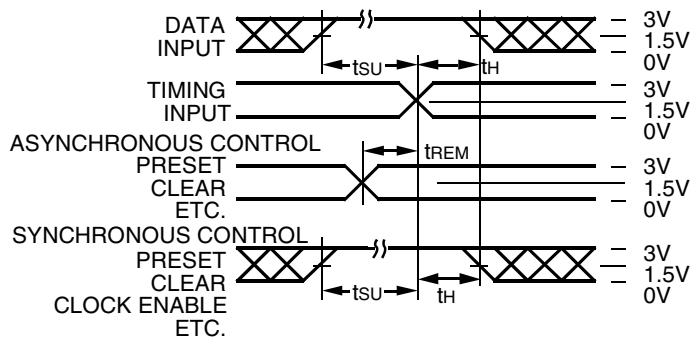 DATA
INPUT
3V
1.5V
0V
tSU
tH
TIMING
INPUT
3V
1.5V
0V
ASYNCHRONOUS CONTROL
PRESET
CLEAR
ETC.
tREM
3V
1.5V
0V
SYNCHRONOUS CONTROL
PRESET
CLEAR
CLOCK ENABLE
ETC.
tSU
tH
3V
1.5V
0V